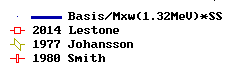 Basis/Mxw(1.32MeV)*SS
2014 Lestone
1977 Johansson
1980 Smith